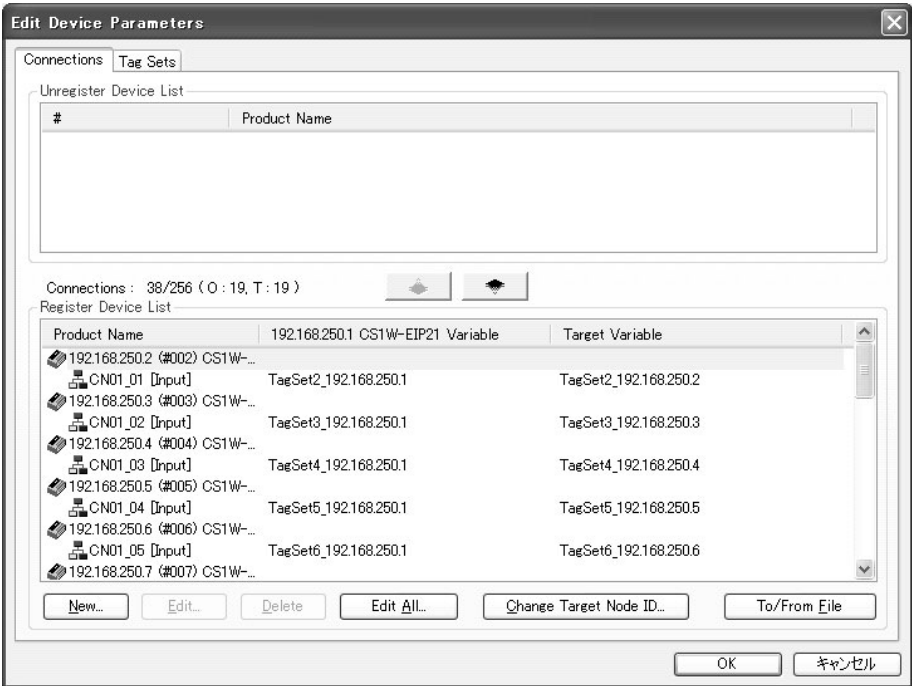 Edit Device Parameters
Connections Tag Sets
Unregister Device List
# Product Name
Connections : 38/256 ( O : 19, T : 19 )
Register Device List
Product Name 192.168.250.1 CS1W-EIP21 Variable Target Variable
192.168.250.2 (#002) CS1W-...
CN01_01 [Input] TagSet2_192.168.250.1 TagSet2_192.168.250.2
192.168.250.3 (#003) CS1W-...
CN01_02 [Input] TagSet3_192.168.250.1 TagSet3_192.168.250.3
192.168.250.4 (#004) CS1W-...
CN01_03 [Input] TagSet4_192.168.250.1 TagSet4_192.168.250.4
192.168.250.5 (#005) CS1W-...
CN01_04 [Input] TagSet5_192.168.250.1 TagSet5_192.168.250.5
192.168.250.6 (#006) CS1W-...
CN01_05 [Input] TagSet6_192.168.250.1 TagSet6_192.168.250.6
192.168.250.7 (#007) CS1W-...
New... Edit... Delete Edit All... Change Target Node ID... To/From File
OK キャンセル